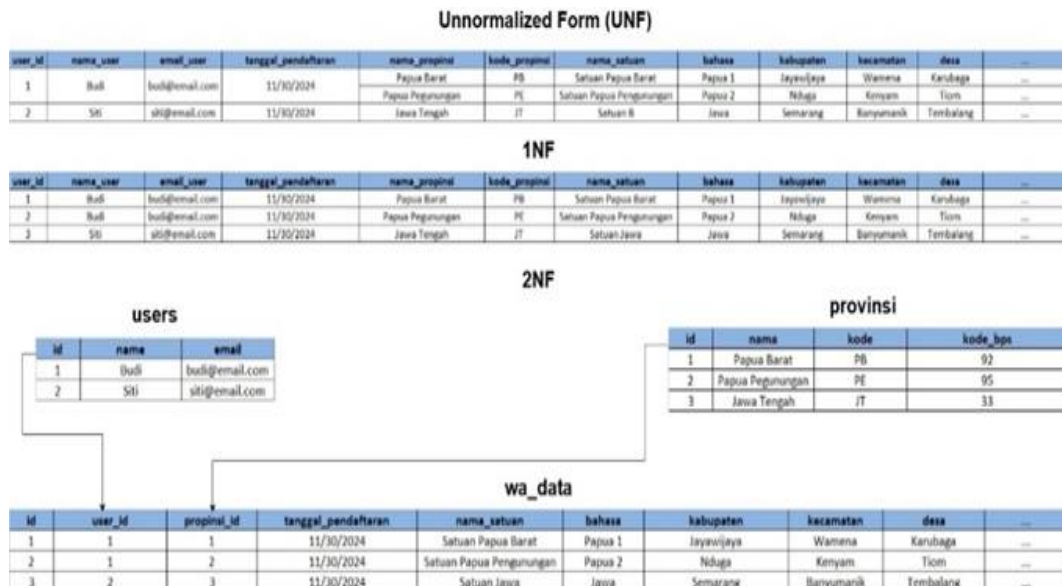 Unnormalized Form (UNF)
user_id nama_user email_user tanggal_pendaftaran nama_propinsi kode_propinsi nama_satuan bahasa kabupaten kecamatan desa ...
1 Budi budi@email.com 11/30/2024 Papua Barat PB Satuan Papua Barat Papua 1 Jayawijaya Wamena Karubaga ...
Papua Pegunungan PE Satuan Papua Pengunungan Papua 2 Nduga Kenyam Tiom ...
2 Siti siti@email.com 11/30/2024 Jawa Tengah JT Satuan B Jawa Semarang Banyumanik Tembalang ...
1NF
user_id nama_user email_user tanggal_pendaftaran nama_propinsi kode_propinsi nama_satuan bahasa kabupaten kecamatan desa ...
1 Budi budi@email.com 11/30/2024 Papua Barat PB Satuan Papua Barat Papua 1 Jayawijaya Wamena Karubaga ...
2 Budi budi@email.com 11/30/2024 Papua Pegunungan PE Satuan Papua Pengunungan Papua 2 Nduga Kenyam Tiom ...
3 Siti siti@email.com 11/30/2024 Jawa Tengah JT Satuan Jawa Jawa Semarang Banyumanik Tembalang ...
2NF
users
id name email
1 Budi budi@email.com
2 Siti siti@email.com
provinsi
id nama kode kode_bps
1 Papua Barat PB 92
2 Papua Pegunungan PE 95
3 Jawa Tengah JT 33
wa_data
id user_id propinsi_id tanggal_pendaftaran nama_satuan bahasa kabupaten kecamatan desa ...
1 1 1 11/30/2024 Satuan Papua Barat Papua 1 Jayawijaya Wamena Karubaga ...
2 1 2 11/30/2024 Satuan Papua Pengunungan Papua 2 Nduga Kenyam Tiom ...
3 2 3 11/30/2024 Satuan Jawa Jawa Semarang Banyumanik Tembalang ...